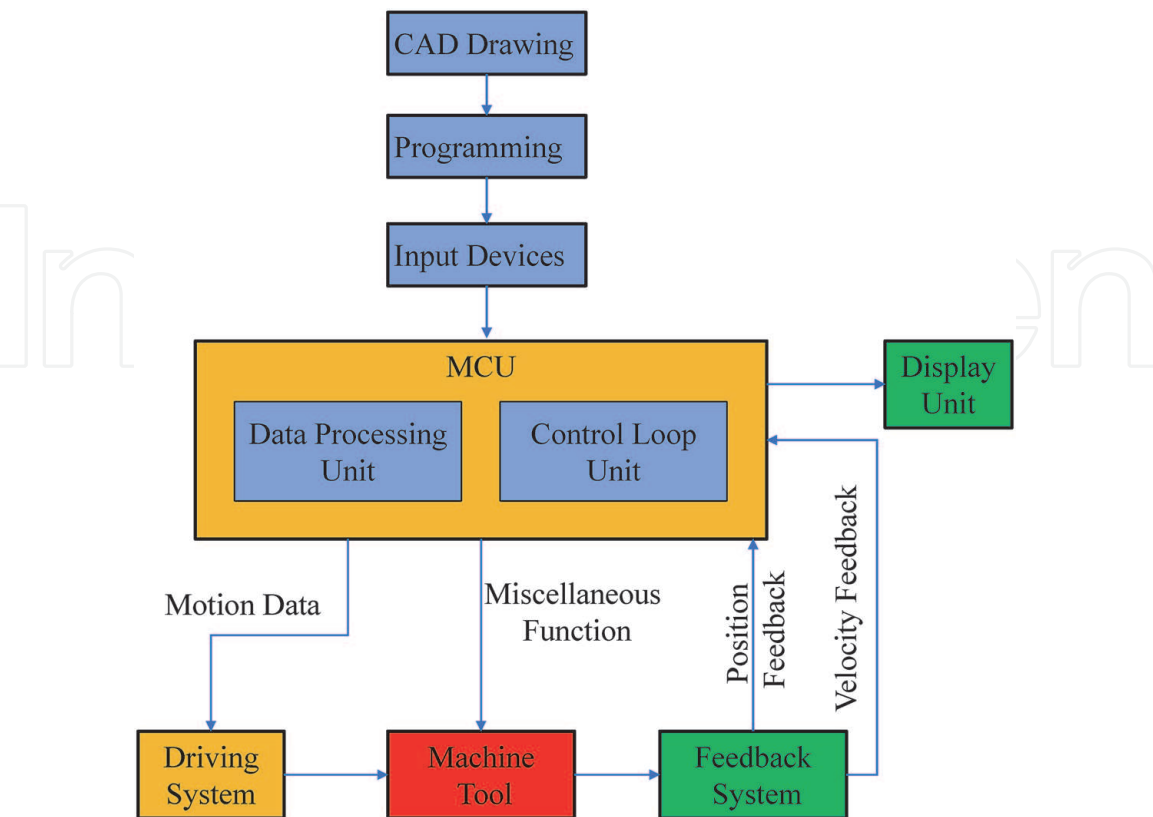 CAD Drawing
Programming
Input Devices
MCU
Data Processing
Unit
Control Loop
Unit
Display
Unit
Motion Data
Miscellaneous
Function
Position
Feedback
Velocity Feedback
Driving
System
Machine
Tool
Feedback
System